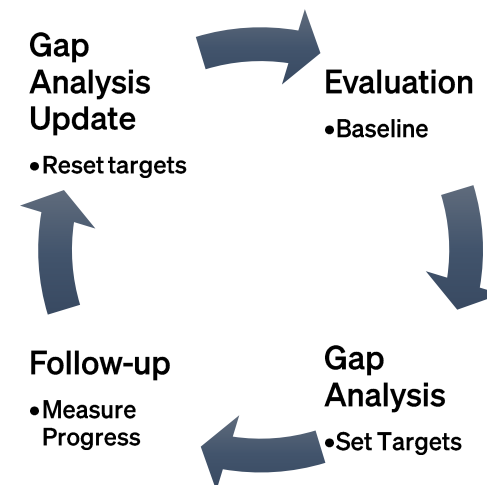 Gap
Analysis
Update
•Reset targets
Evaluation
•Baseline
Gap
Analysis
•Set Targets
Follow-up
•Measure
Progress